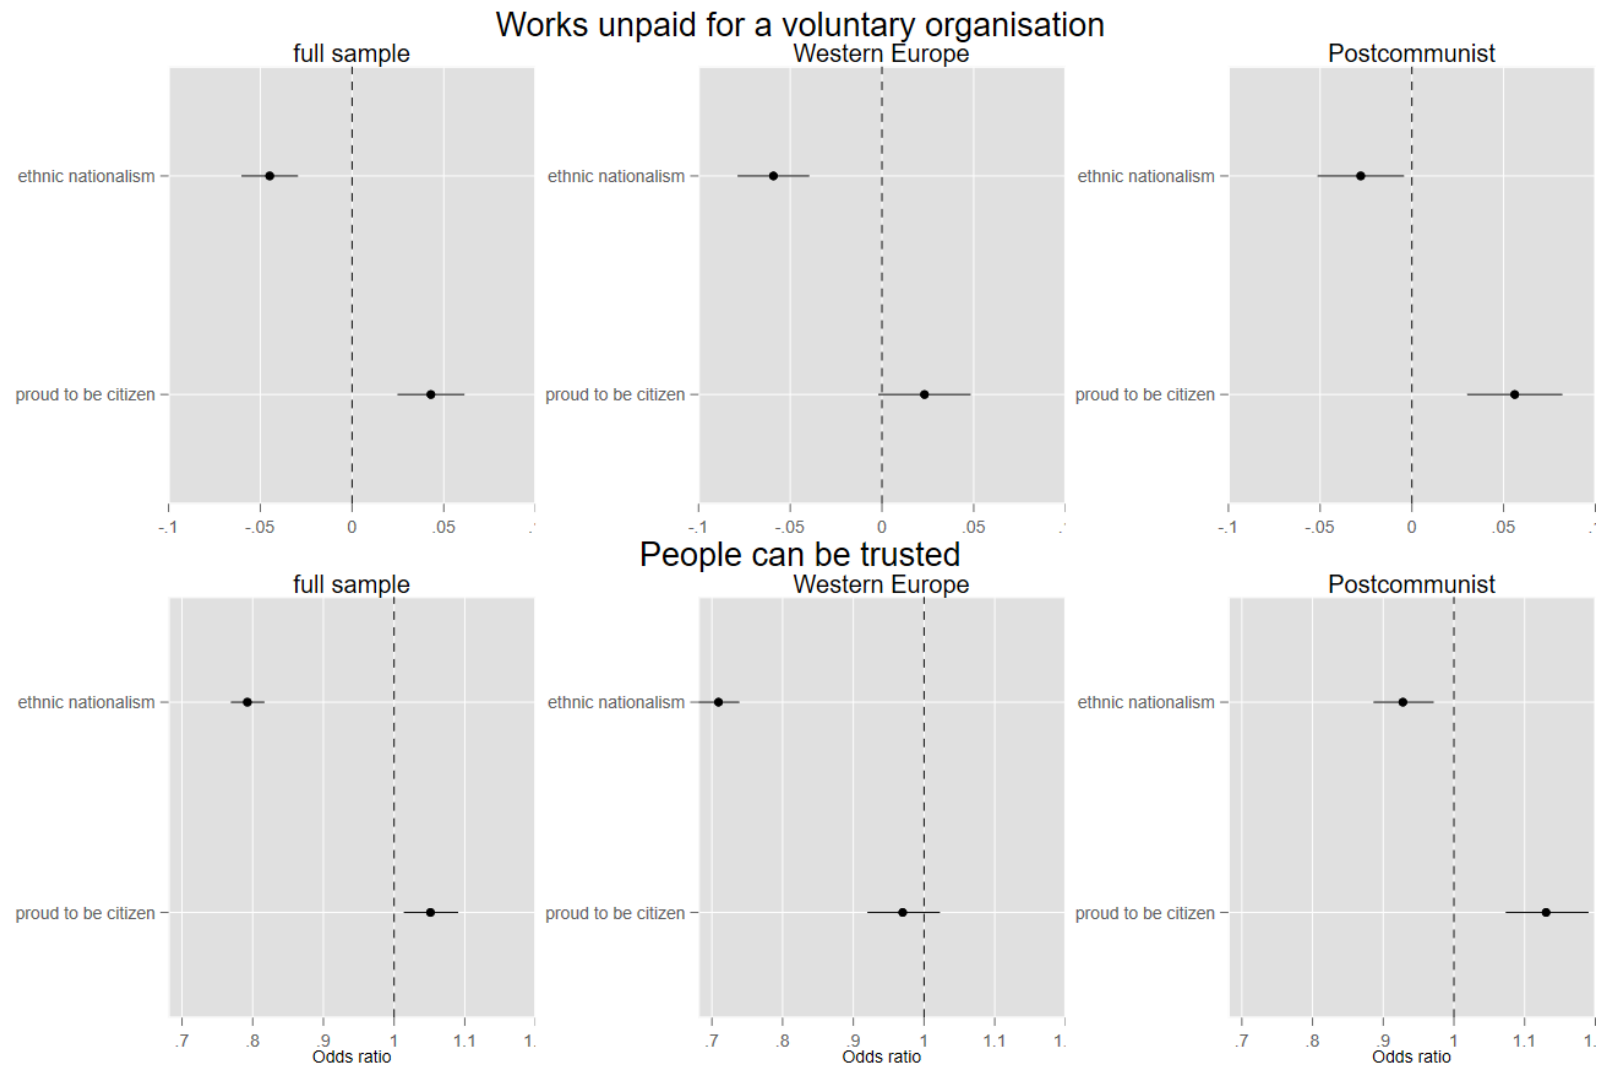 Works unpaid for a voluntary organisation
full sample Western Europe Postcommunist
ethnic nationalism ethnic nationalism ethnic nationalism
proud to be citizen proud to be citizen proud to be citizen
-.1 -.05 0 .05 -.1 -.05 0 .05 -.1 -.05 0 .05
People can be trusted
full sample Western Europe Postcommunist
ethnic nationalism ethnic nationalism ethnic nationalism
proud to be citizen proud to be citizen proud to be citizen
.7 .8 .9 1 1.1 .7 .8 .9 1 1.1 .7 .8 .9 1 1.1
Odds ratio Odds ratio Odds ratio